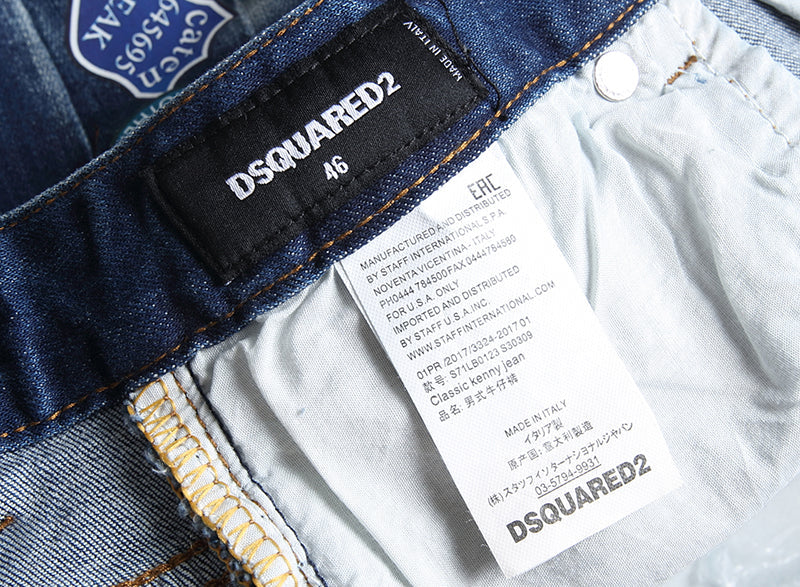 caten
645695
EAK
MADE IN ITALY
DSQUARED2
46
EAC
MANUFACTURED AND DISTRIBUTED
BY STAFF INTERNATIONAL S.P.A.
NOVENTA VICENTINA - ITALY
PH0444 784500 FAX 0444784580
FOR U.S.A. ONLY
IMPORTED AND DISTRIBUTED
BY STAFF U.S.A. INC.
WWW.STAFFINTERNATIONAL.COM
01PR /2017/3324-2017 01
款号: S71LB0123 S30309
Classic kenny jean
品名: 男式牛仔裤
MADE IN ITALY
イタリア製
原产国: 意大利製造
(株)スタッフインターナショナルジャパン
03-5794-9931
DSQUARED2